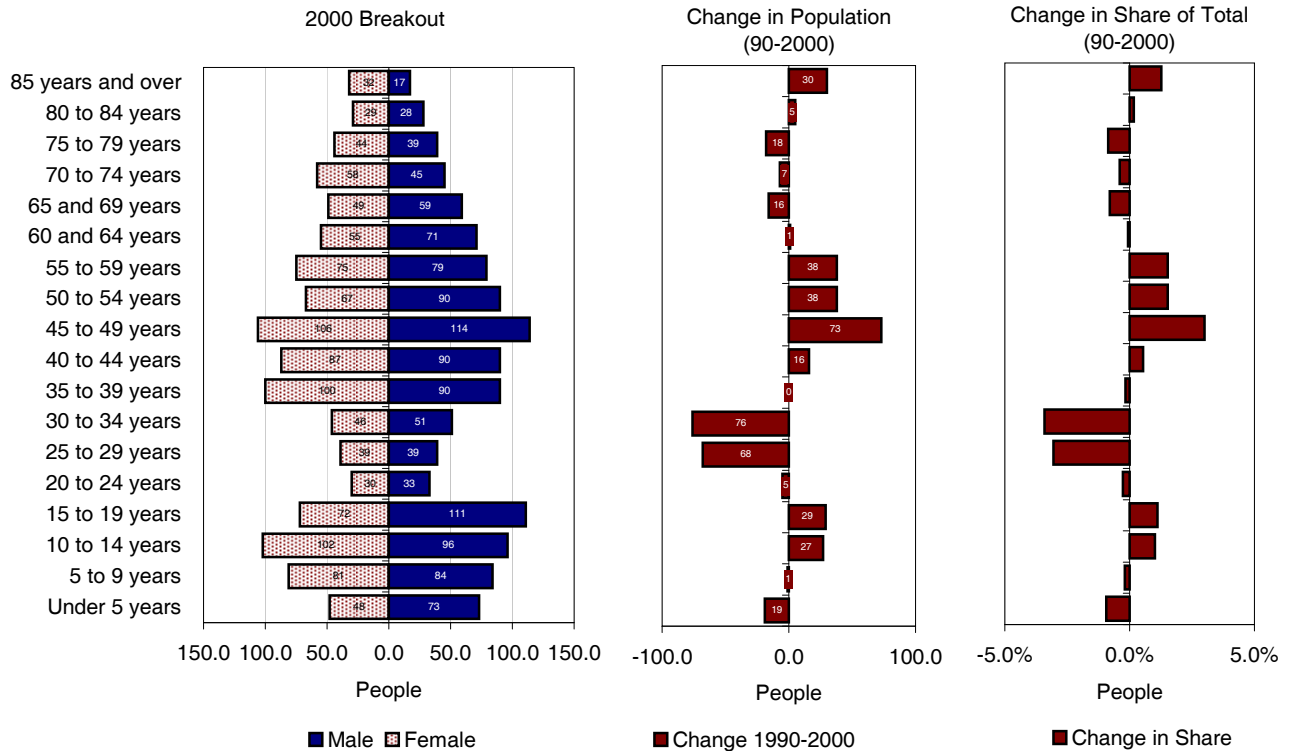 2000 Breakout
Change in Population
(90-2000)
Change in Share of Total
(90-2000)
85 years and over 32 17 30
80 to 84 years 29 28 5
75 to 79 years 44 39 18
70 to 74 years 58 45 7
65 and 69 years 49 59 16
60 and 64 years 55 71 1
55 to 59 years 75 79 38
50 to 54 years 67 90 38
45 to 49 years 106 114 73
40 to 44 years 87 90 16
35 to 39 years 100 90 0
30 to 34 years 46 51 76
25 to 29 years 39 39 68
20 to 24 years 30 33 5
15 to 19 years 72 111 29
10 to 14 years 102 96 27
5 to 9 years 81 84 1
Under 5 years 48 73 19
150.0 100.0 50.0 0.0 50.0 100.0 150.0
-100.0 0.0 100.0
-5.0% 0.0% 5.0%
People
People
People
Male Female
Change 1990-2000
Change in Share